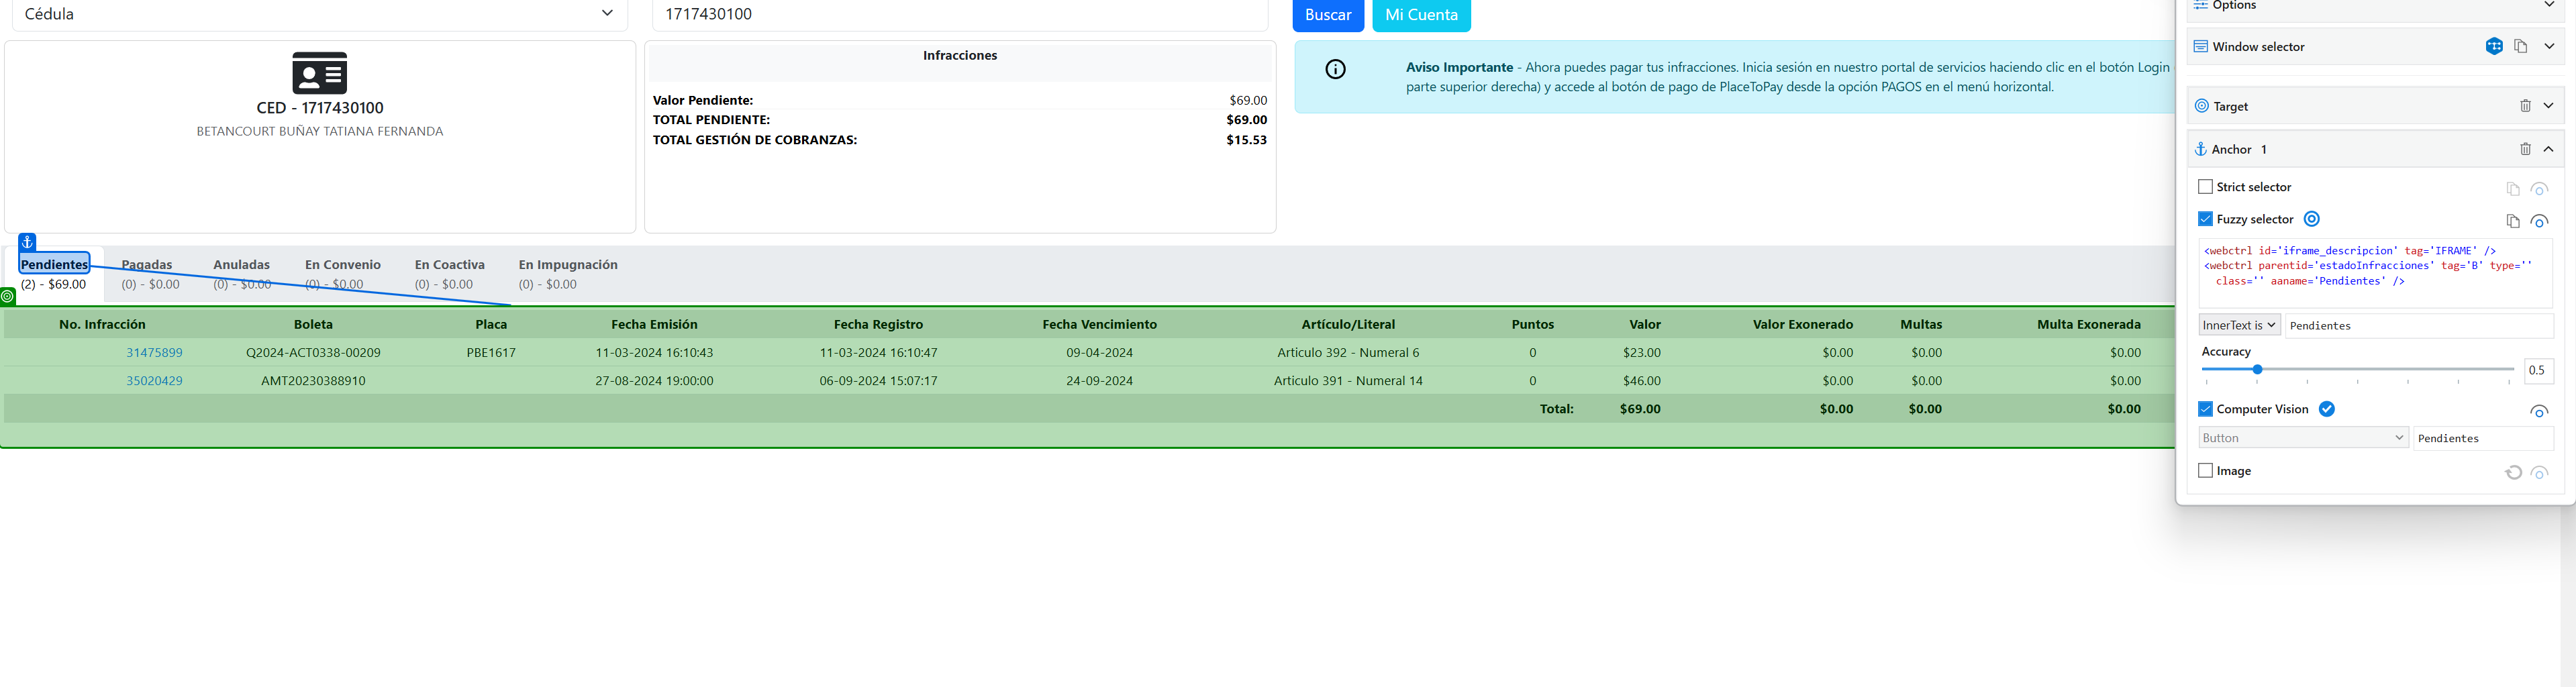 Cédula
1717430100
Buscar
Mi Cuenta
CED - 1717430100
BETANCOURT BUÑAY TATIANA FERNANDA
Infracciones
Valor Pendiente: $69.00
TOTAL PENDIENTE: $69.00
TOTAL GESTIÓN DE COBRANZAS: $15.53
Aviso Importante - Ahora puedes pagar tus infracciones. Inicia sesión en nuestro portal de servicios haciendo clic en el botón Login
parte superior derecha) y accede al botón de pago de PlaceToPay desde la opción PAGOS en el menú horizontal.
Pendientes Pagadas Anuladas En Convenio En Coactiva En Impugnación
(2) - $69.00 (0) - $0.00 (0) - $0.00 (0) - $0.00 (0) - $0.00 (0) - $0.00
No. Infracción Boleta Placa Fecha Emisión Fecha Registro Fecha Vencimiento Artículo/Literal Puntos Valor Valor Exonerado Multas Multa Exonerada
31475899 Q2024-ACT0338-00209 PBE1617 11-03-2024 16:10:43 11-03-2024 16:10:47 09-04-2024 Articulo 392 - Numeral 6 0 $23.00 $0.00 $0.00 $0.00
35020429 AMT20230388910 27-08-2024 19:00:00 06-09-2024 15:07:17 24-09-2024 Articulo 391 - Numeral 14 0 $46.00 $0.00 $0.00 $0.00
Total: $69.00 $0.00 $0.00 $0.00
Options
Window selector
Target
Anchor 1
Strict selector
Fuzzy selector
<webctrl id='iframe_descripcion' tag='IFRAME' />
<webctrl parentid='estadoInfracciones' tag='B' type=''
class='' aaname='Pendientes' />
InnerText is Pendientes
Accuracy
0.5
Computer Vision
Button Pendientes
Image